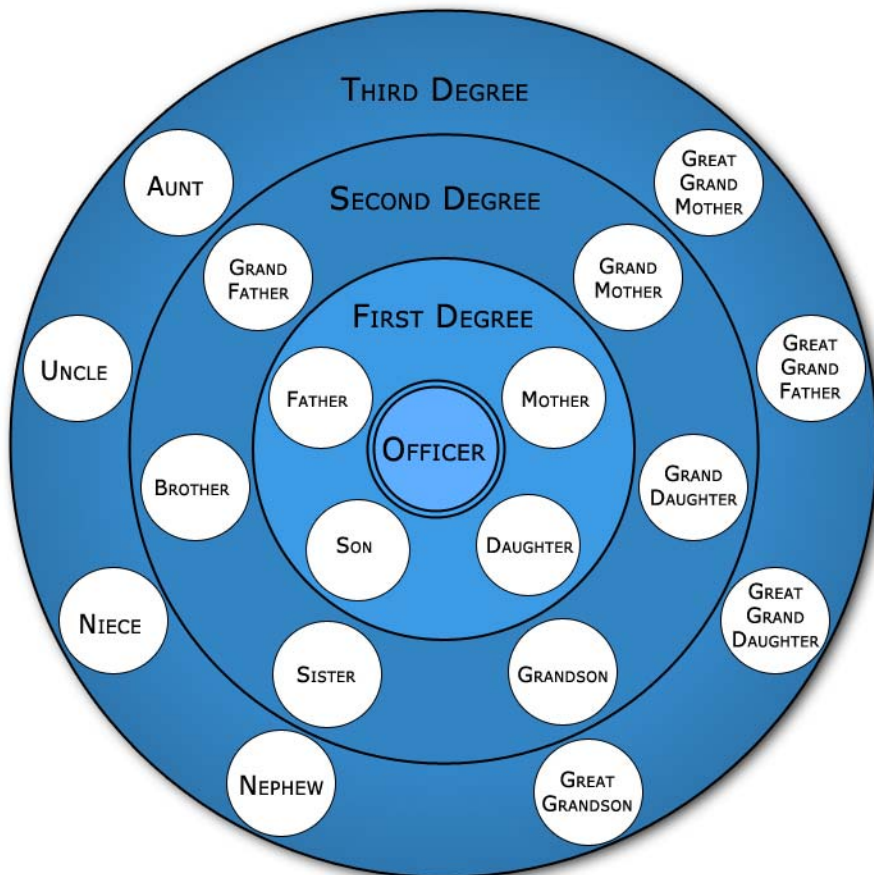 Third Degree
Aunt
Great
Grand
Mother
Second Degree
Grand
Father
Grand
Mother
First Degree
Uncle
Great
Grand
Father
Father
Mother
Officer
Brother
Grand
Daughter
Son
Daughter
Niece
Great
Grand
Daughter
Sister
Grandson
Nephew
Great
Grandson